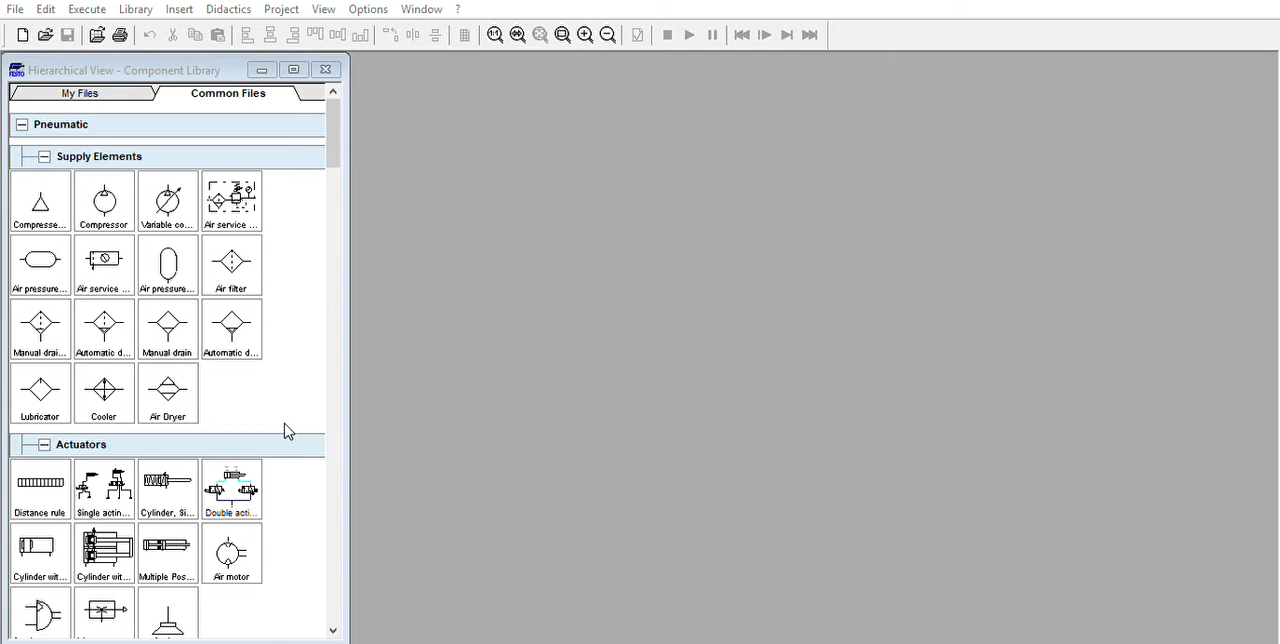 File Edit Execute Library Insert Didactics Project View Options Window ?
1:1
FESTO Hierarchical View - Component Library
My Files Common Files
Pneumatic
Supply Elements
Compresse... Compressor Variable co... Air service ...
Air pressure... Air service ... Air pressure... Air filter
Manual drai... Automatic d... Manual drain Automatic d...
Lubricator Cooler Air Dryer
Actuators
Distance rule Single actin... Cylinder, Si... Double acti...
Cylinder wit... Cylinder wit... Multiple Pos... Air motor